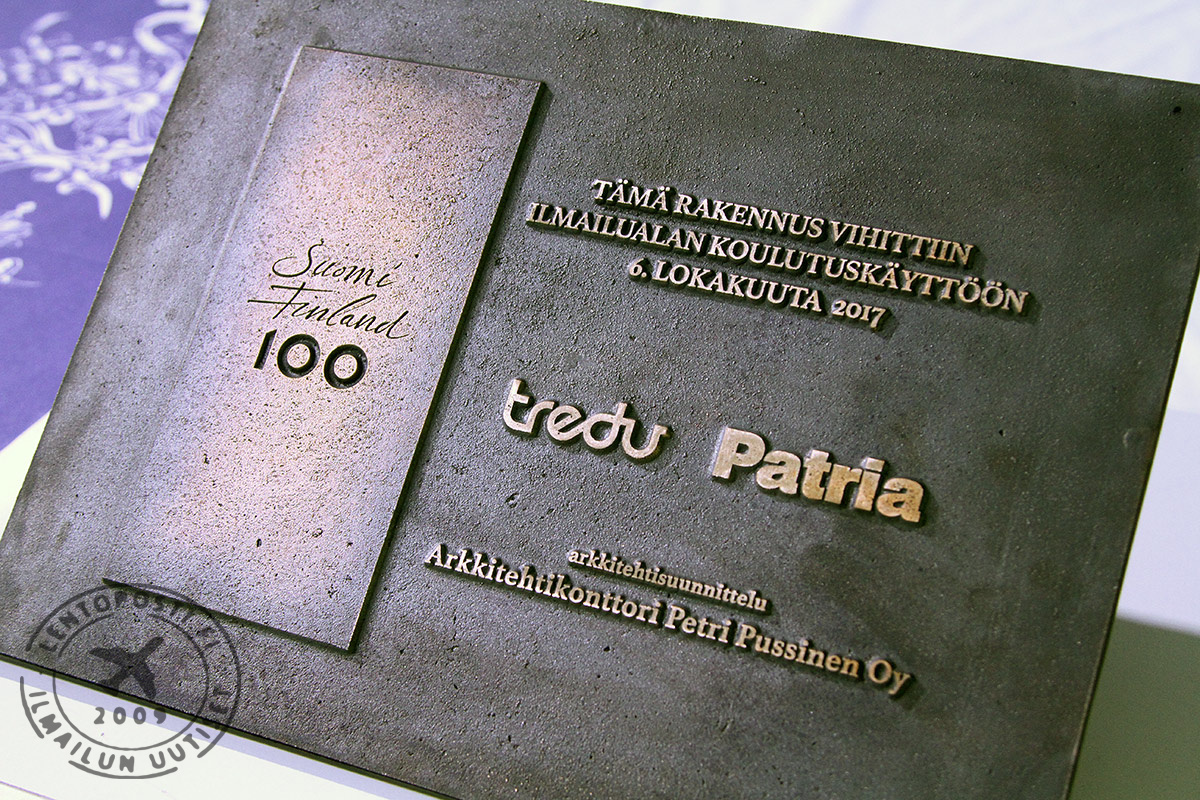 Suomi
Finland
100
TÄMÄ RAKENNUS VIHITTIIN
ILMAILUALAN KOULUTUSKÄYTTÖÖN
6. LOKAKUUTA 2017
tredu Patria
arkkitehtisuunnittelu
Arkkitehtikonttori Petri Pussinen Oy
LENTOPOSTI.FI
2009
ILMAILUN UUTISET